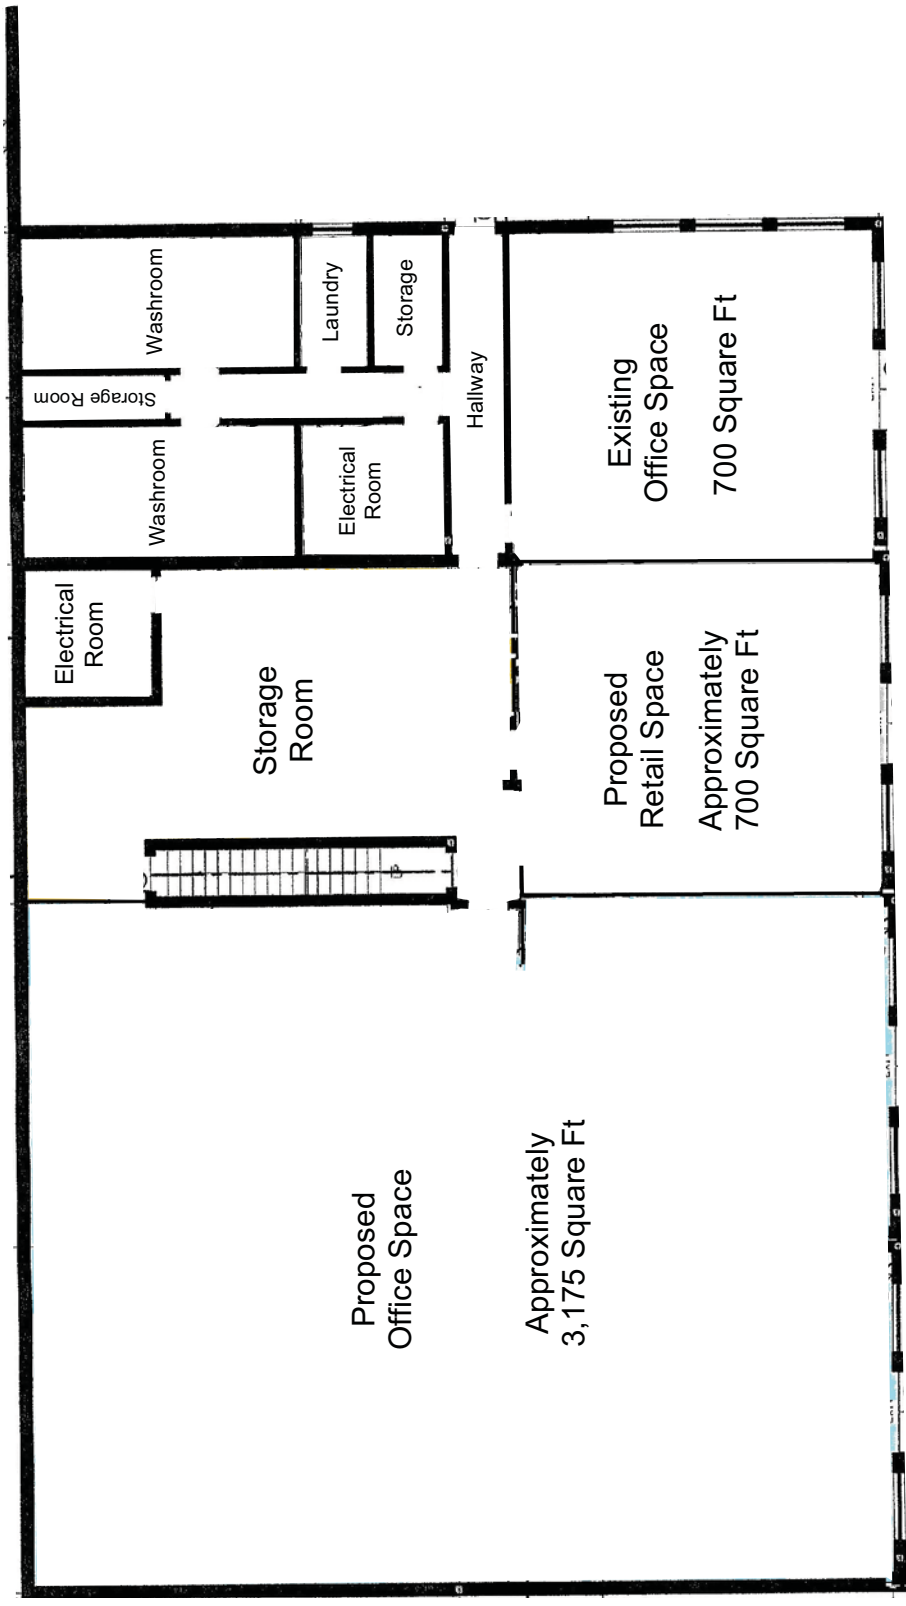 Washroom
Storage Room
Washroom
Laundry
Storage
Electrical
Room
Hallway
Existing
Office Space
700 Square Ft
Electrical
Room
Storage
Room
Proposed
Retail Space
Approximately
700 Square Ft
Proposed
Office Space
Approximately
3,175 Square Ft